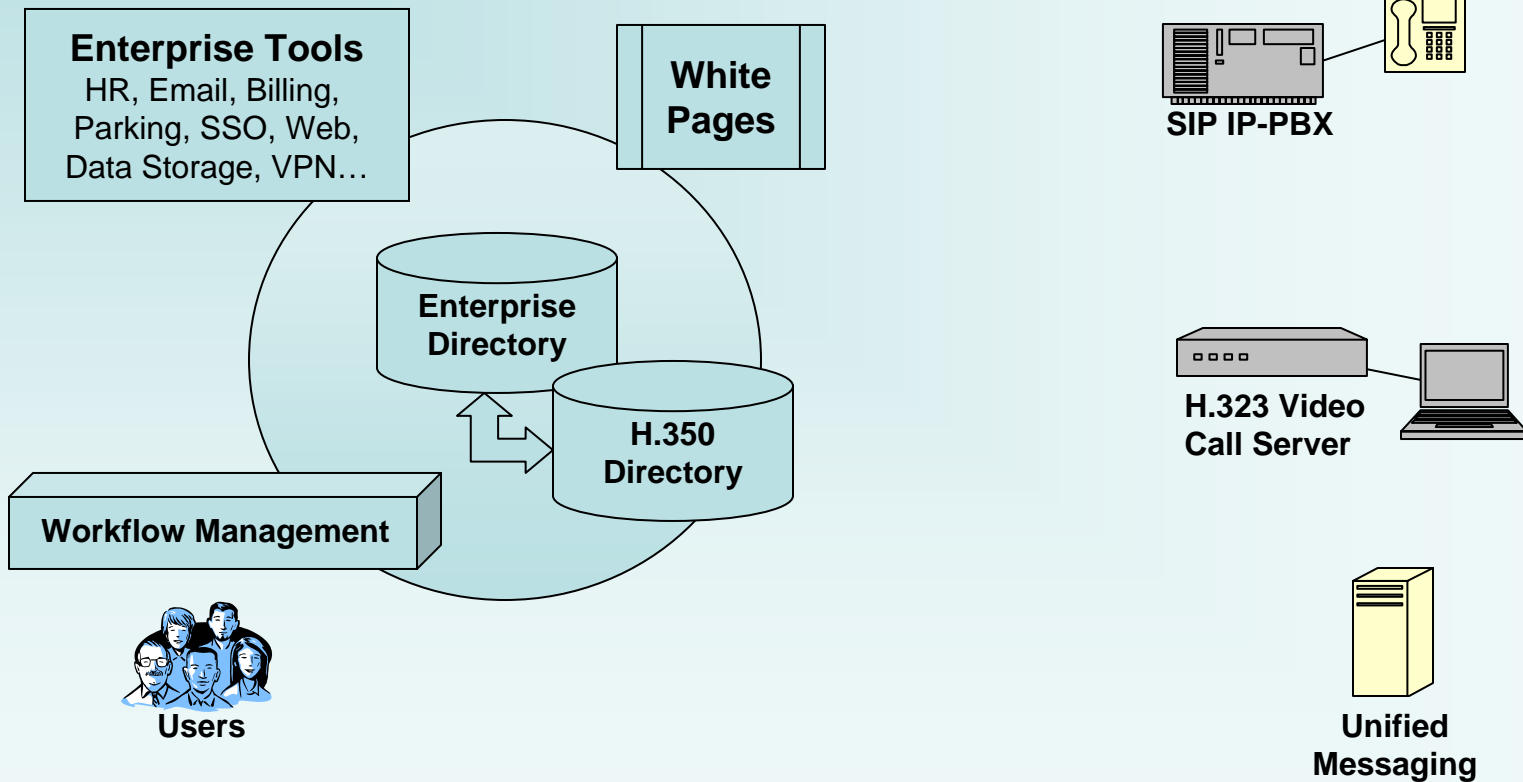 Enterprise Tools
HR, Email, Billing,
Parking, SSO, Web,
Data Storage, VPN…
White
Pages
SIP IP-PBX
Enterprise
Directory
H.350
Directory
H.323 Video
Call Server
Workflow Management
Users
Unified
Messaging